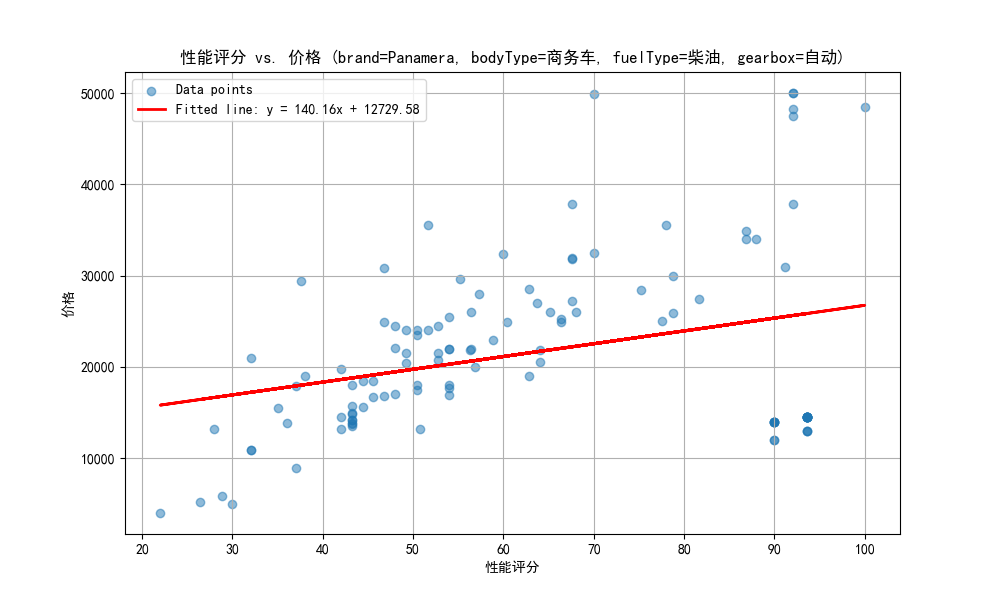 性能评分 vs. 价格 (brand=Panamera, bodyType=商务车, fuelType=柴油, gearbox=自动)
Data points
Fitted line: y = 140.16x + 12729.58
50000
40000
30000
20000
10000
价格
20 30 40 50 60 70 80 90 100
性能评分